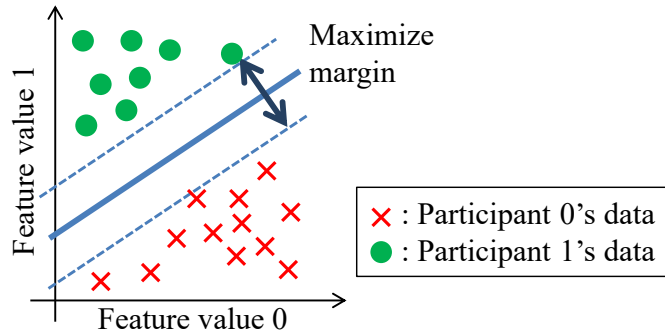 Maximize
margin
Feature value 1
: Participant 0's data
: Participant 1's data
Feature value 0